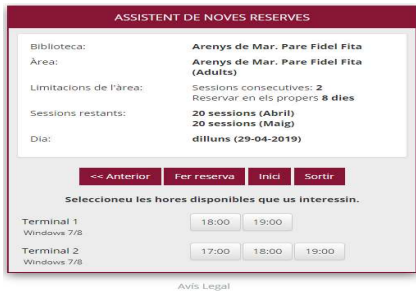 ASSISTENT DE NOVES RESERVES
Biblioteca: Arenys de Mar. Pare Fidel Fita
Àrea: Arenys de Mar. Pare Fidel Fita
(Adults)
Limitacions de l'àrea: Sessions consecutives: 2
Reservar en els propers 8 dies
Sessions restants: 20 sessions (Abril)
20 sessions (Maig)
Dia: dilluns (29-04-2019)
<< Anterior Fer reserva Inici Sortir
Seleccioneu les hores disponibles que us interessin.
Terminal 1 18:00 19:00
Windows 7/8
Terminal 2 17:00 18:00 19:00
Windows 7/8
Avís Legal